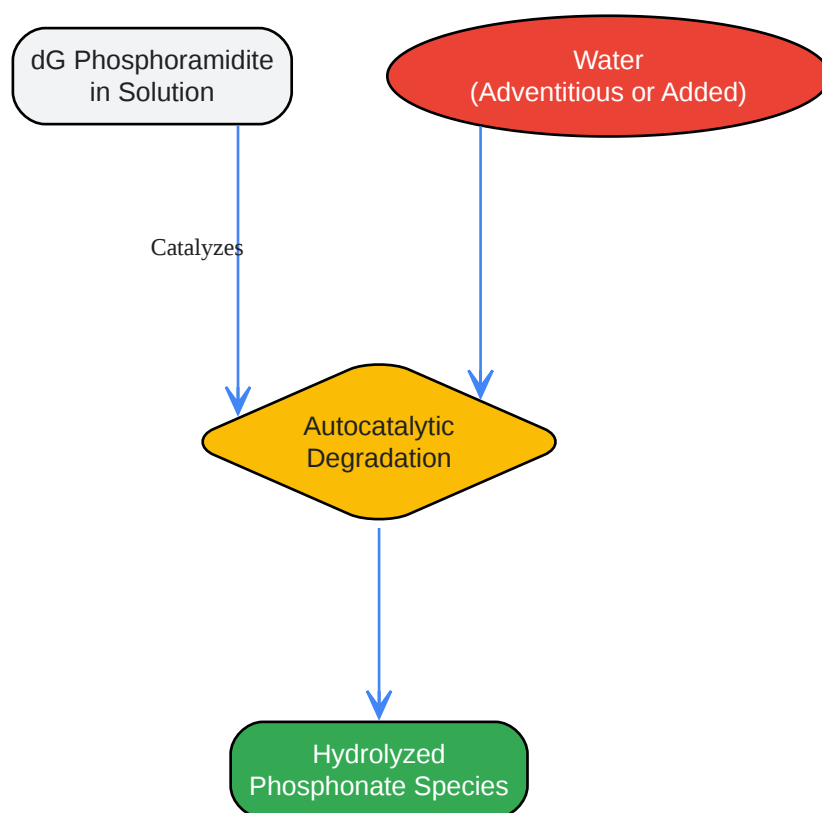 dG Phosphoramidite
in Solution
Water
(Adventitious or Added)
Catalyzes
Autocatalytic
Degradation
Hydrolyzed
Phosphonate Species